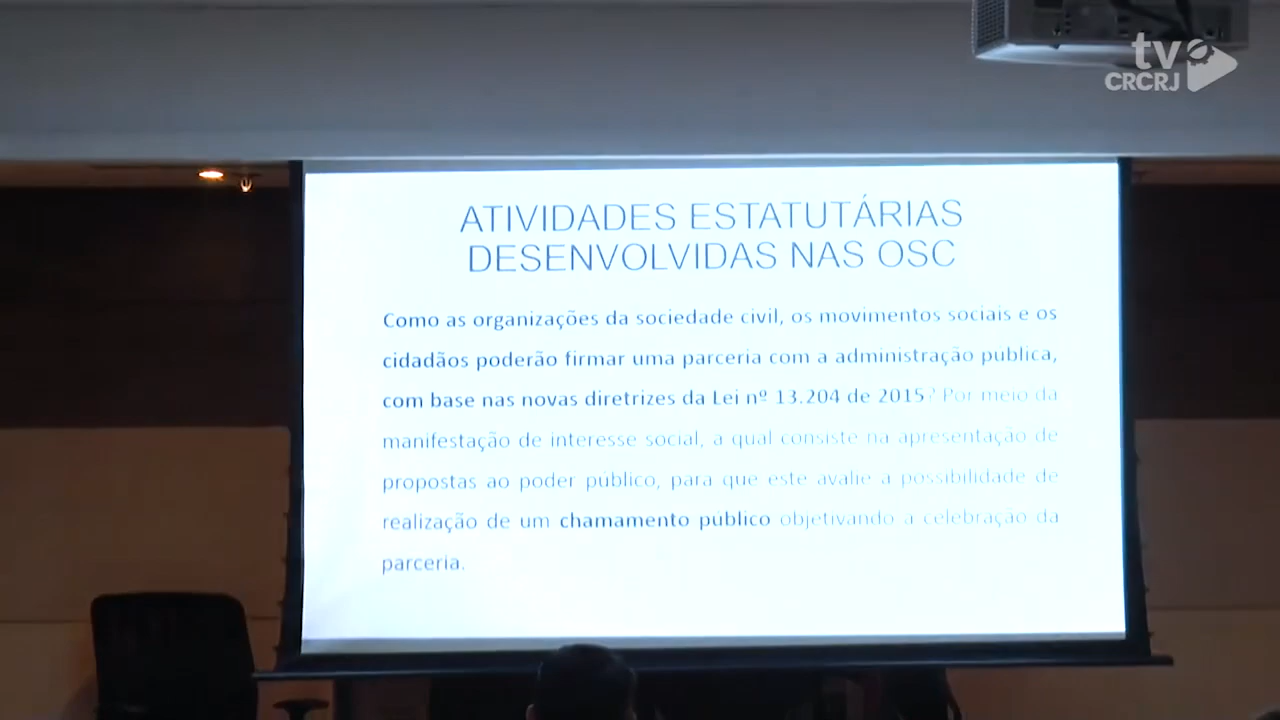 tv
CRCRJ
ATIVIDADES ESTATUTÁRIAS
DESENVOLVIDAS NAS OSC
Como as organizações da sociedade civil, os movimentos sociais e os
cidadãos poderão firmar uma parceria com a administração pública,
com base nas novas diretrizes da Lei nº 13.204 de 2015? Por meio da
manifestação de interesse social, a qual consiste na apresentação de
propostas ao poder público, para que este avalie a possibilidade de
realização de um chamamento público objetivando a celebração da
parceria.